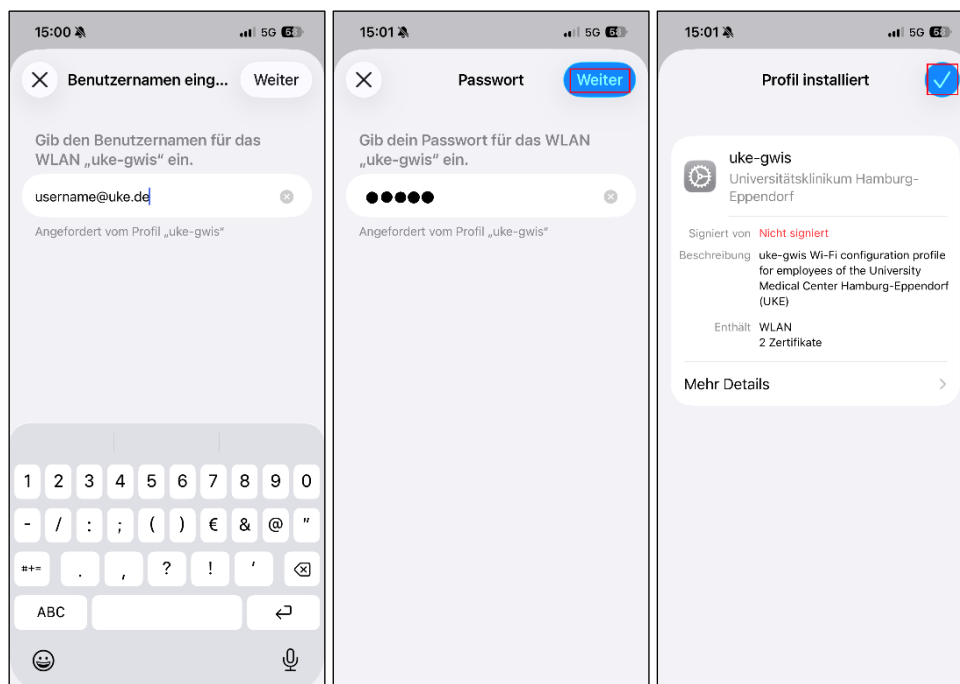 15:00
5G 53
Benutzernamen eing...
Weiter
Gib den Benutzernamen für das
WLAN „uke-gwis“ ein.
username@uke.de
Angefordert vom Profil „uke-gwis“
1 2 3 4 5 6 7 8 9 0
- / : ; ( ) € & @ "
#+= . , ? ! '
ABC
15:01
5G 53
Passwort
Weiter
Gib dein Passwort für das WLAN
„uke-gwis“ ein.
●●●●●
Angefordert vom Profil „uke-gwis“
15:01
5G 53
Profil installiert
uke-gwis
Universitätsklinikum Hamburg-
Eppendorf
Signiert von Nicht signiert
Beschreibung uke-gwis Wi-Fi configuration profile
for employees of the University
Medical Center Hamburg-Eppendorf
(UKE)
Enthält WLAN
2 Zertifikate
Mehr Details